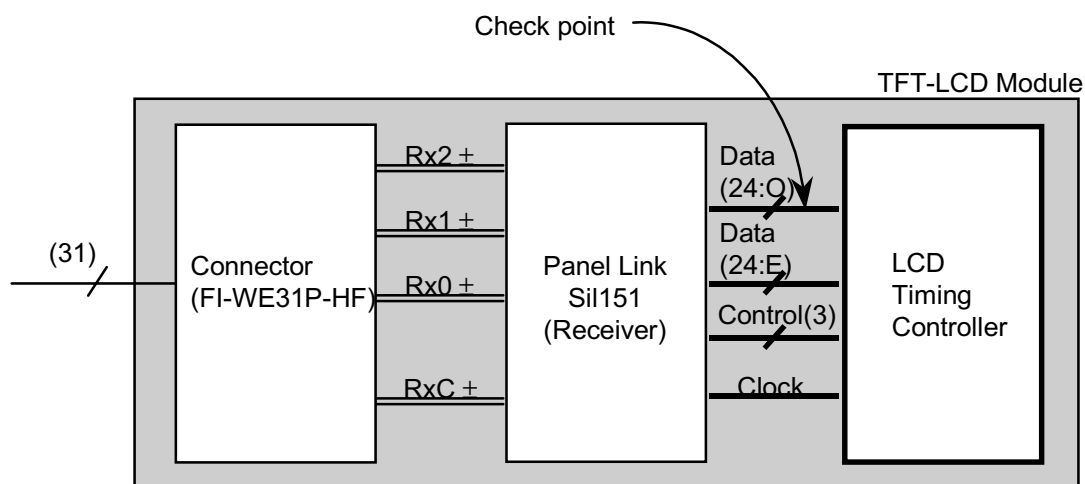 Check point
TFT-LCD Module
(31)
Connector
(FI-WE31P-HF)
Rx2 ±
Rx1 ±
Rx0 ±
RxC ±
Panel Link
SiI151
(Receiver)
Data
(24:O)
Data
(24:E)
Control(3)
Clock
LCD
Timing
Controller